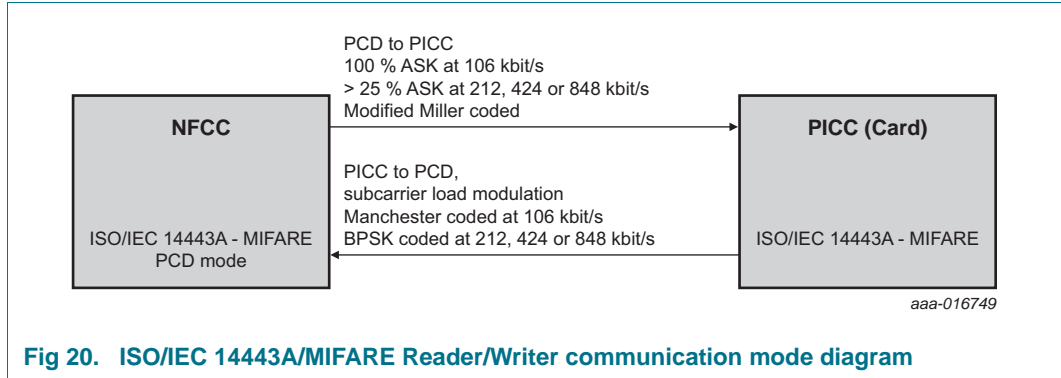 PCD to PICC
100 % ASK at 106 kbit/s
> 25 % ASK at 212, 424 or 848 kbit/s
Modified Miller coded
NFCC
PICC (Card)
PICC to PCD,
subcarrier load modulation
Manchester coded at 106 kbit/s
BPSK coded at 212, 424 or 848 kbit/s
ISO/IEC 14443A - MIFARE
PCD mode
ISO/IEC 14443A - MIFARE
aaa-016749
Fig 20. ISO/IEC 14443A/MIFARE Reader/Writer communication mode diagram